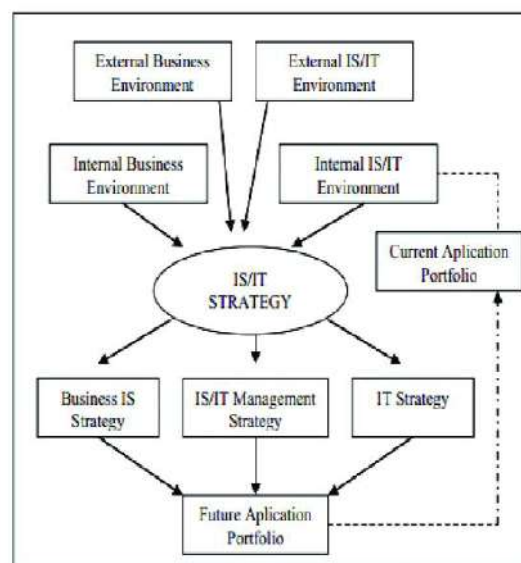 External Business
Environment
External IS/IT
Environment
Internal Business
Environment
Internal IS/IT
Environment
Current Aplication
Portfolio
IS/IT
STRATEGY
Business IS
Strategy
IS/IT Management
Strategy
IT Strategy
Future Aplication
Portfolio